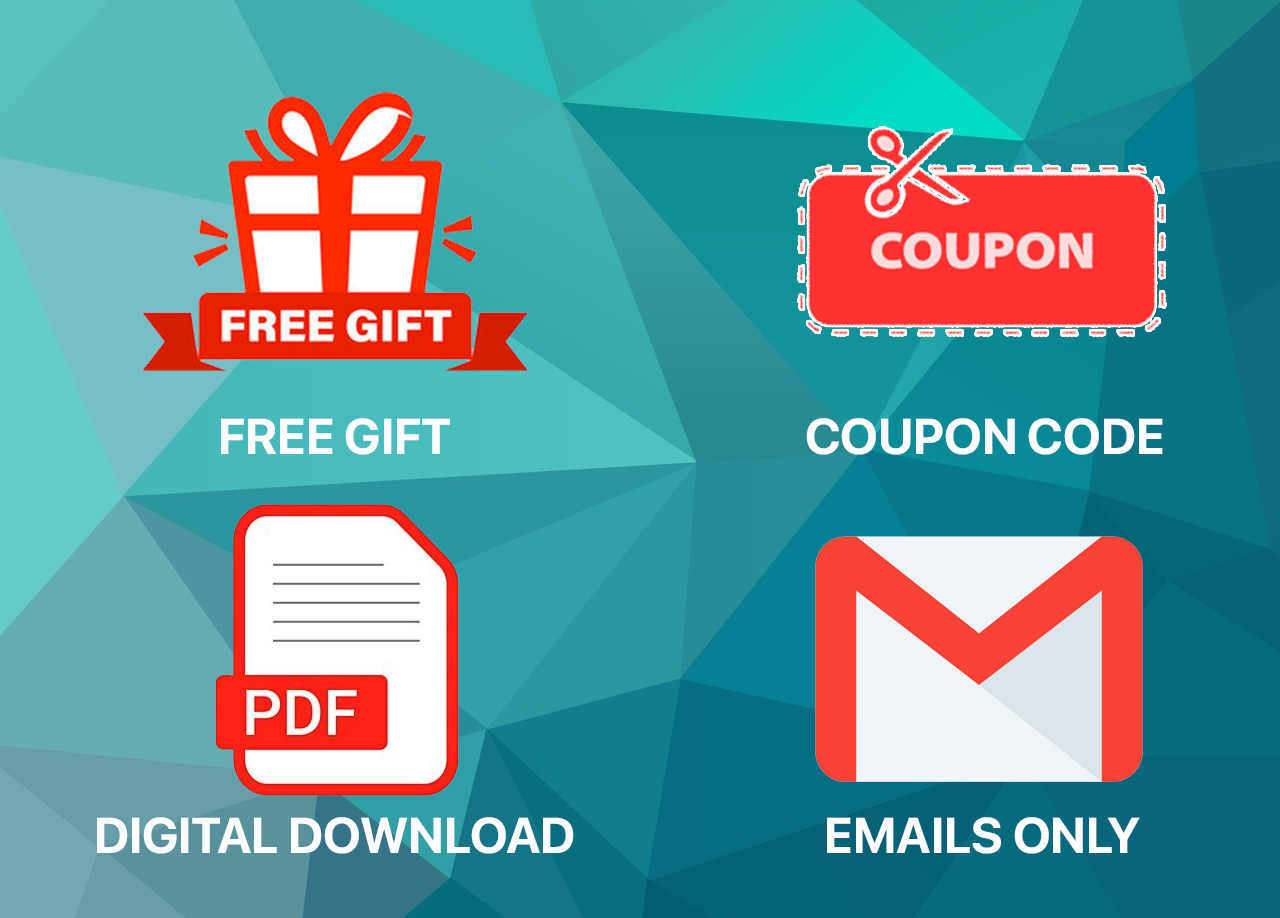 FREE GIFT
COUPON
FREE GIFT
COUPON CODE
PDF
DIGITAL DOWNLOAD
EMAILS ONLY